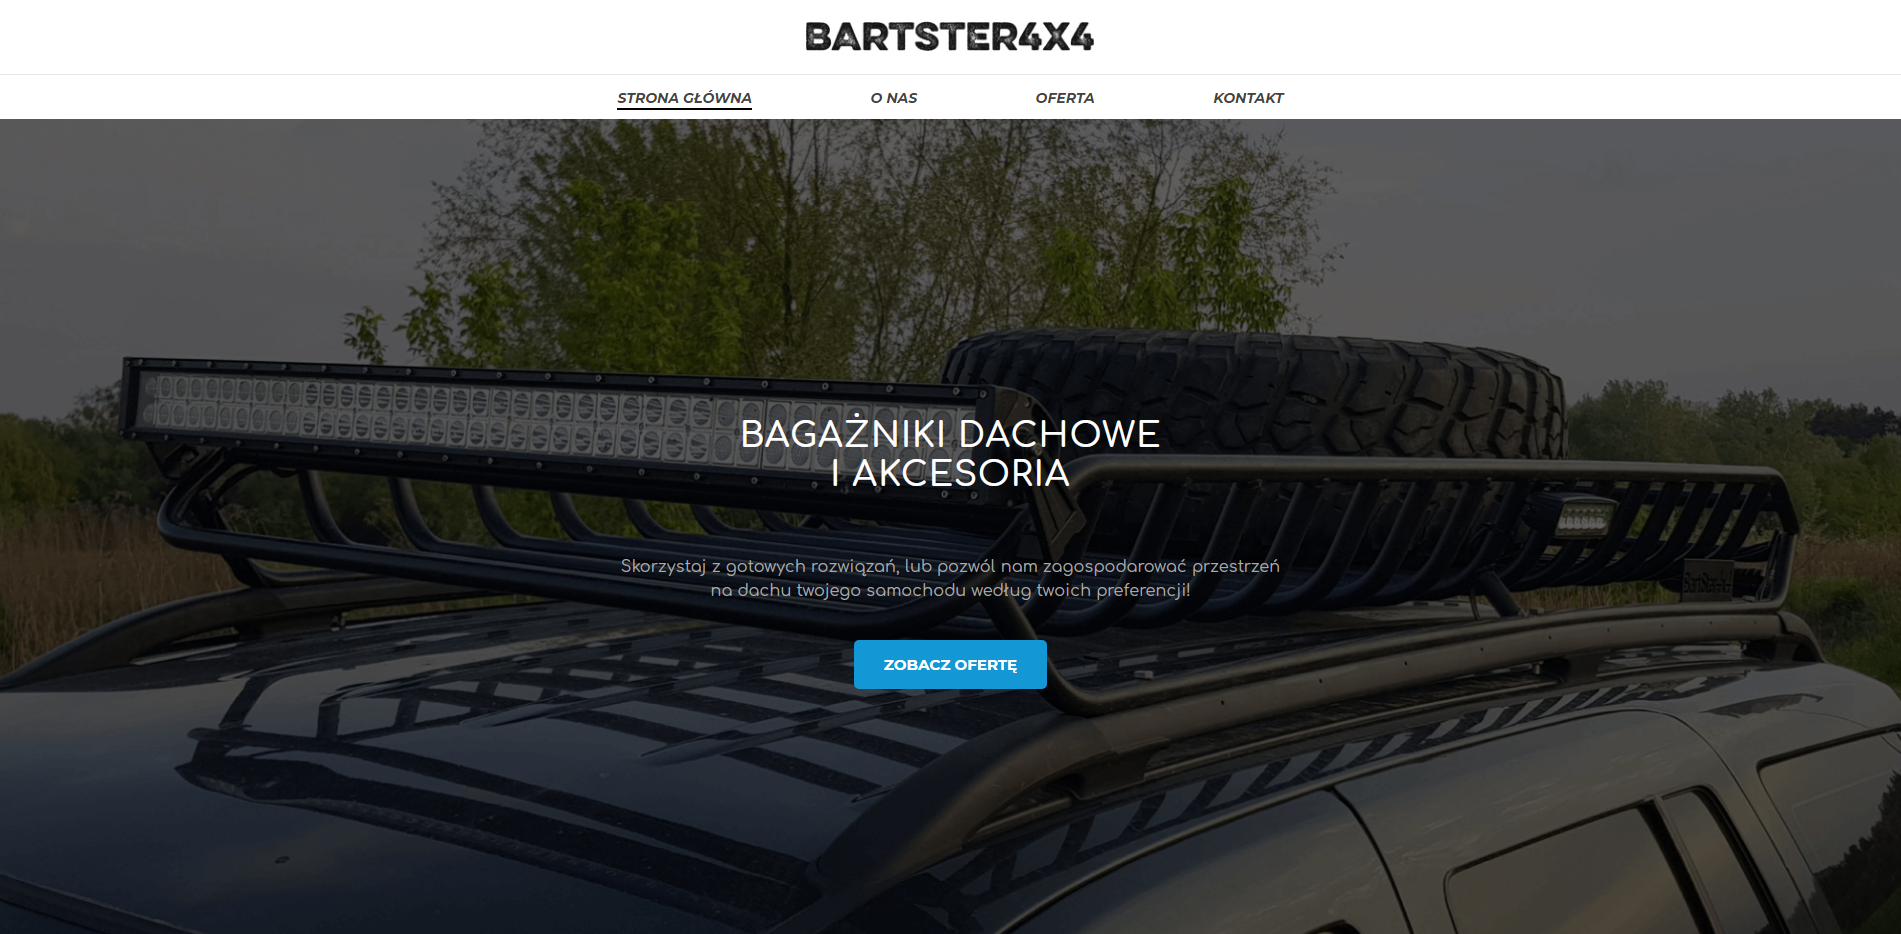 BARTSTER4X4
STRONA GŁÓWNA
O NAS
OFERTA
KONTAKT
BAGAŻNIKI DACHOWE
I AKCESORIA
Skorzystaj z gotowych rozwiązań, lub pozwól nam zagospodarować przestrzeń
na dachu twojego samochodu według twoich preferencji!
ZOBACZ OFERTĘ